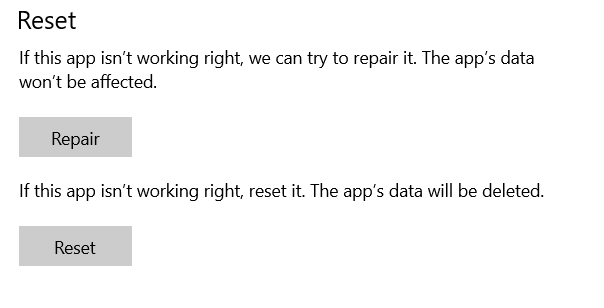 Reset
If this app isn’t working right, we can try to repair it. The app’s data
won’t be affected.
Repair
If this app isn’t working right, reset it. The app’s data will be deleted.
Reset